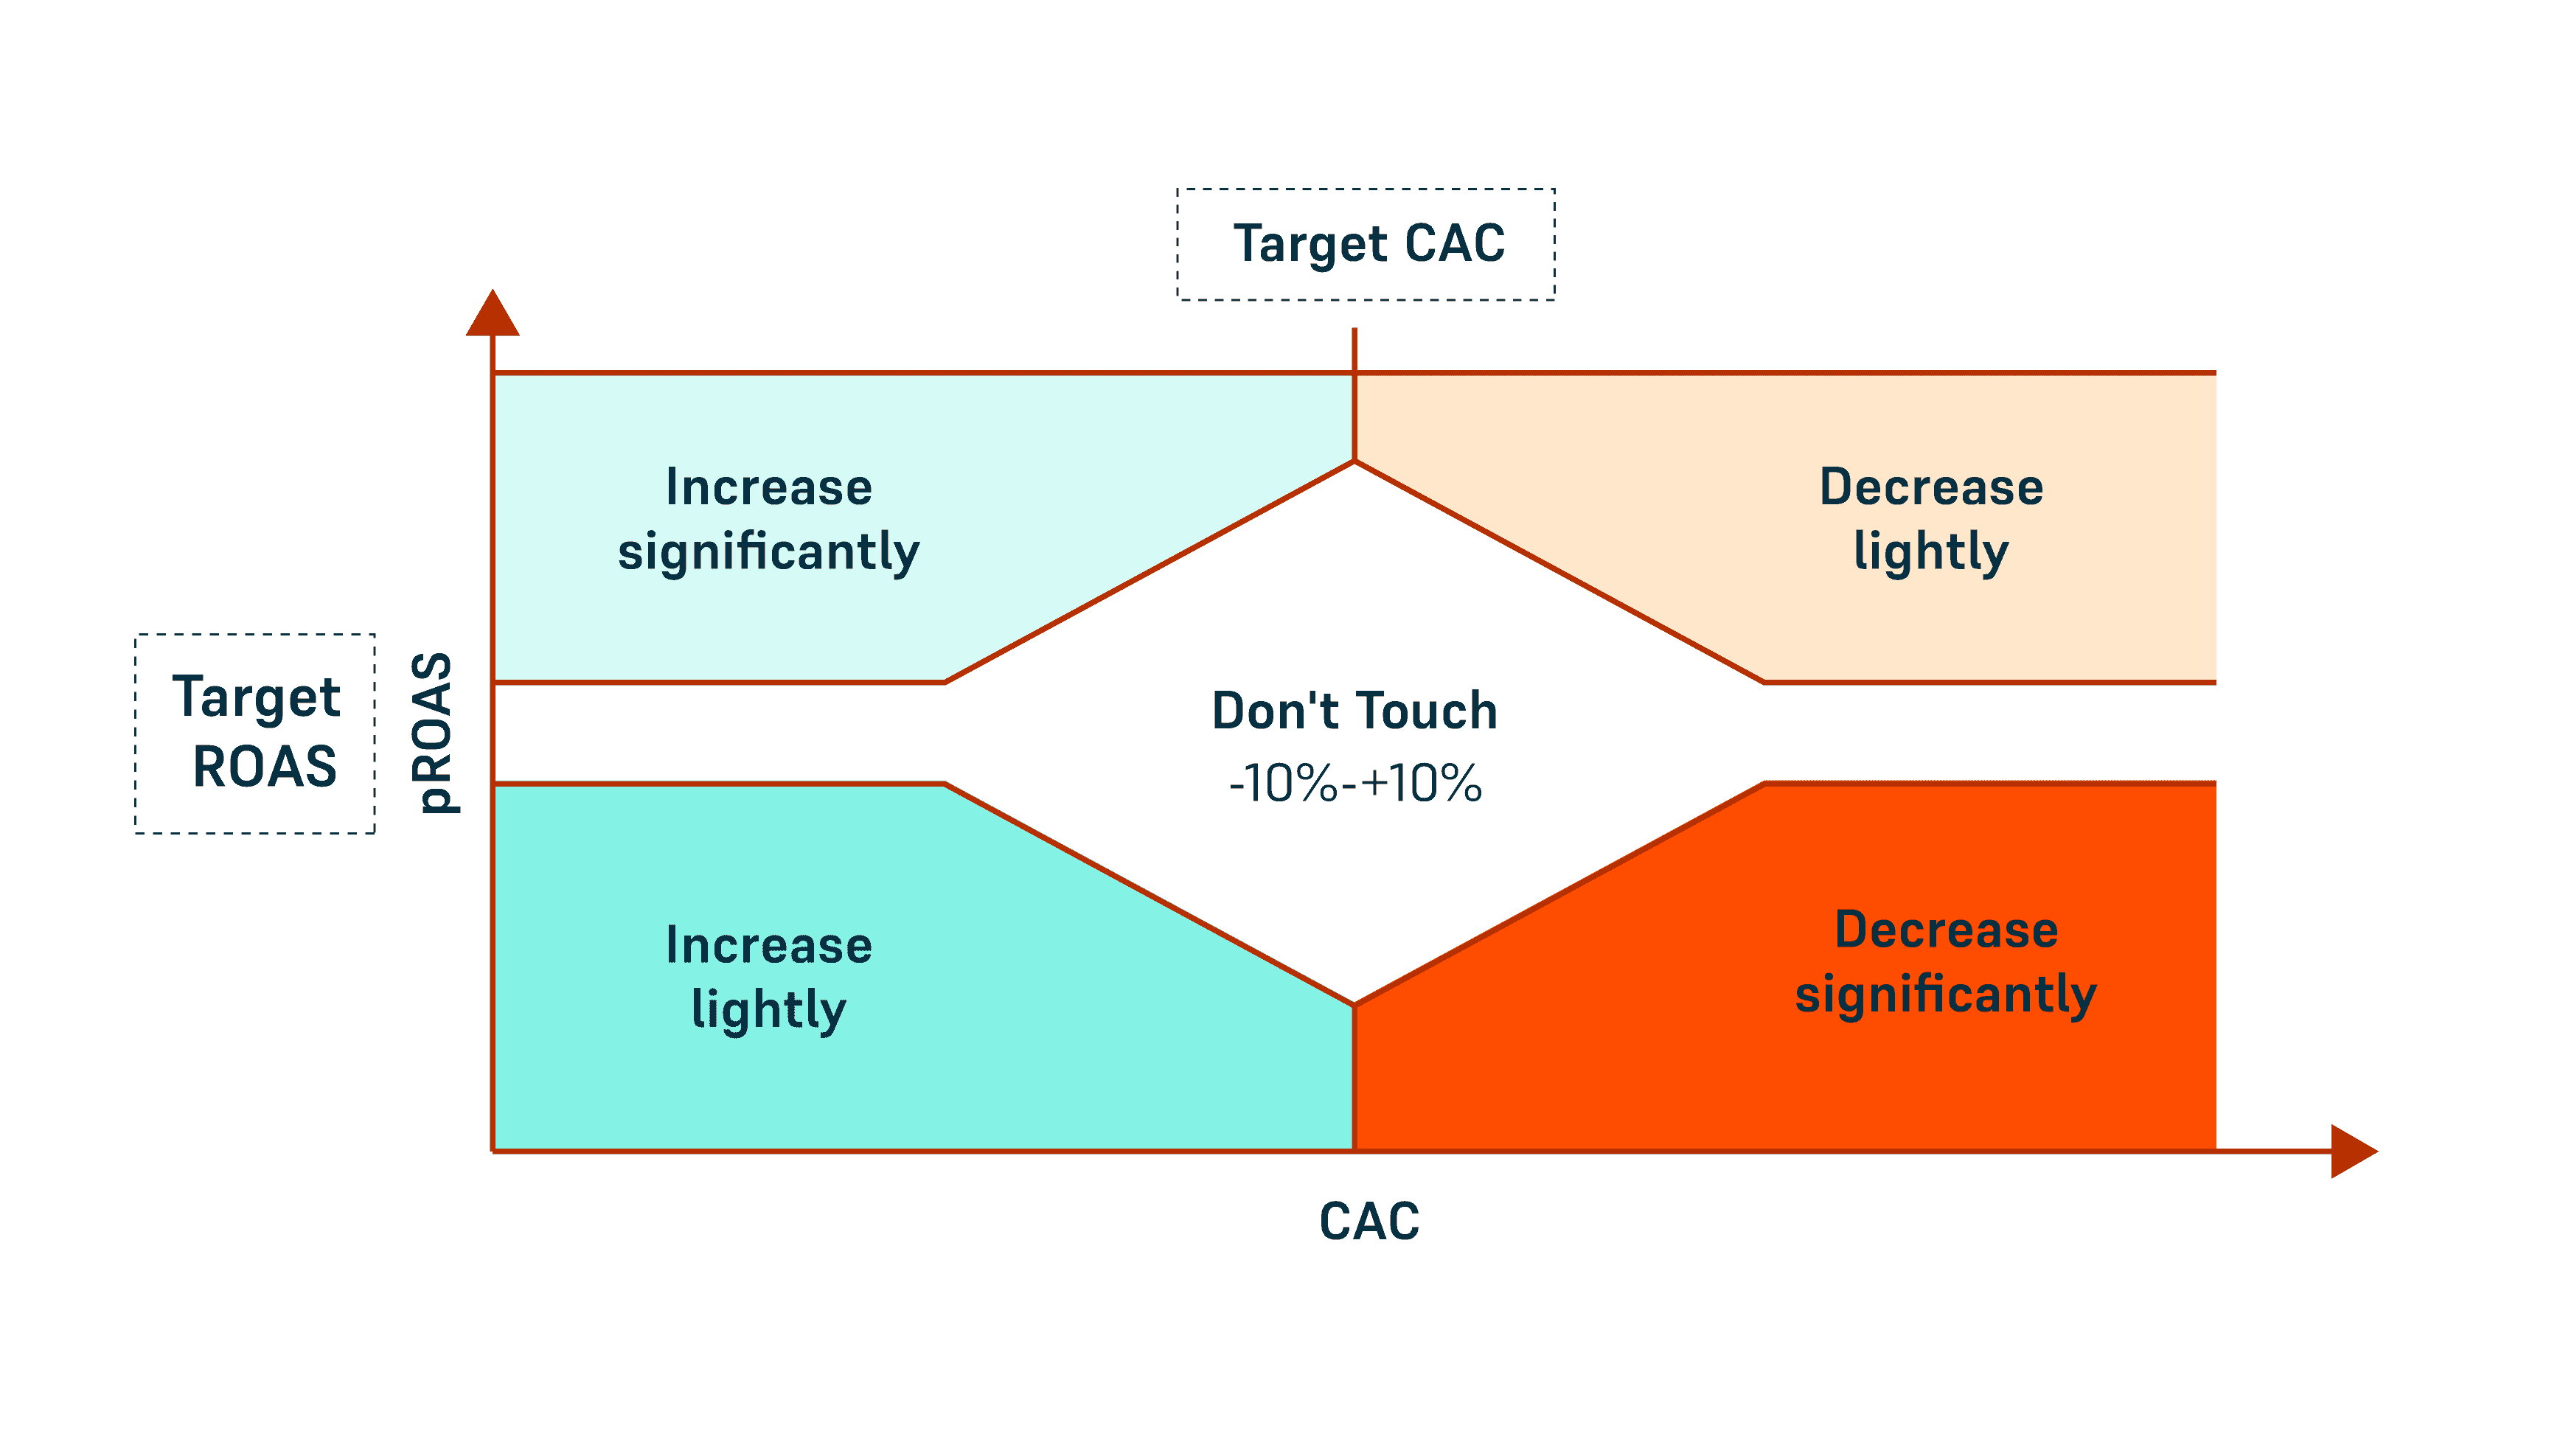 Target CAC
Increase
significantly
Decrease
lightly
Target
ROAS
pROAS
Don't Touch
-10%-+10%
Increase
lightly
Decrease
significantly
CAC